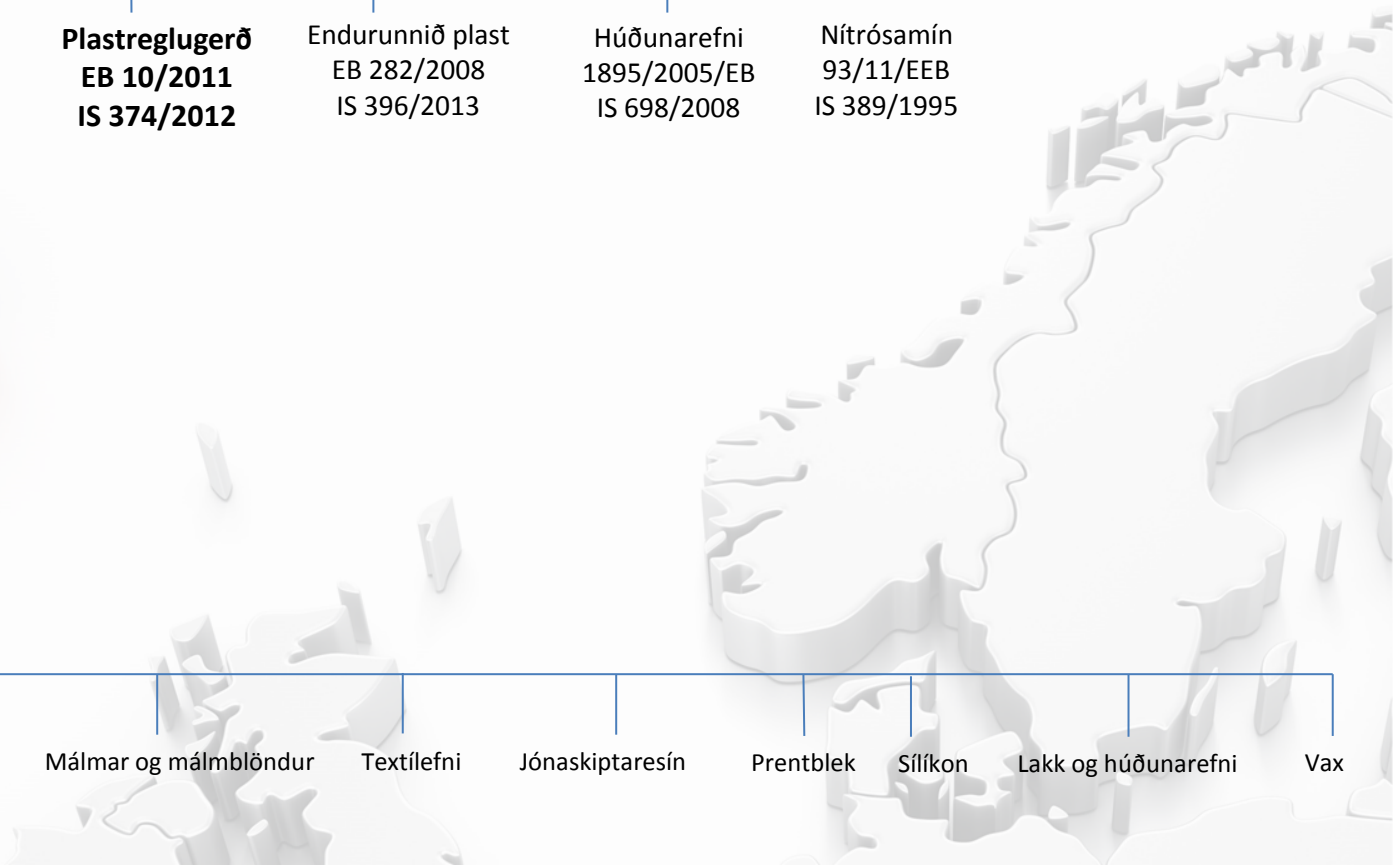 Plastreglugerð
EB 10/2011
IS 374/2012
Endurunnið plast
EB 282/2008
IS 396/2013
Húðunarefni
1895/2005/EB
IS 698/2008
Nítrósamín
93/11/EEB
IS 389/1995
Málmar og málmblöndur
Textílefni
Jónaskiptaresín
Prentblek
Sílíkon
Lakk og húðunarefni
Vax